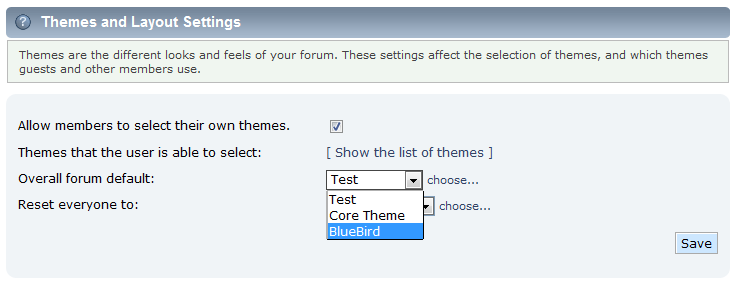 ? Themes and Layout Settings
Themes are the different looks and feels of your forum. These settings affect the selection of themes, and which themes
guests and other members use.
Allow members to select their own themes.
Themes that the user is able to select: [ Show the list of themes ]
Overall forum default: Test choose...
Test
Core Theme
Reset everyone to: choose...
BlueBird
Save